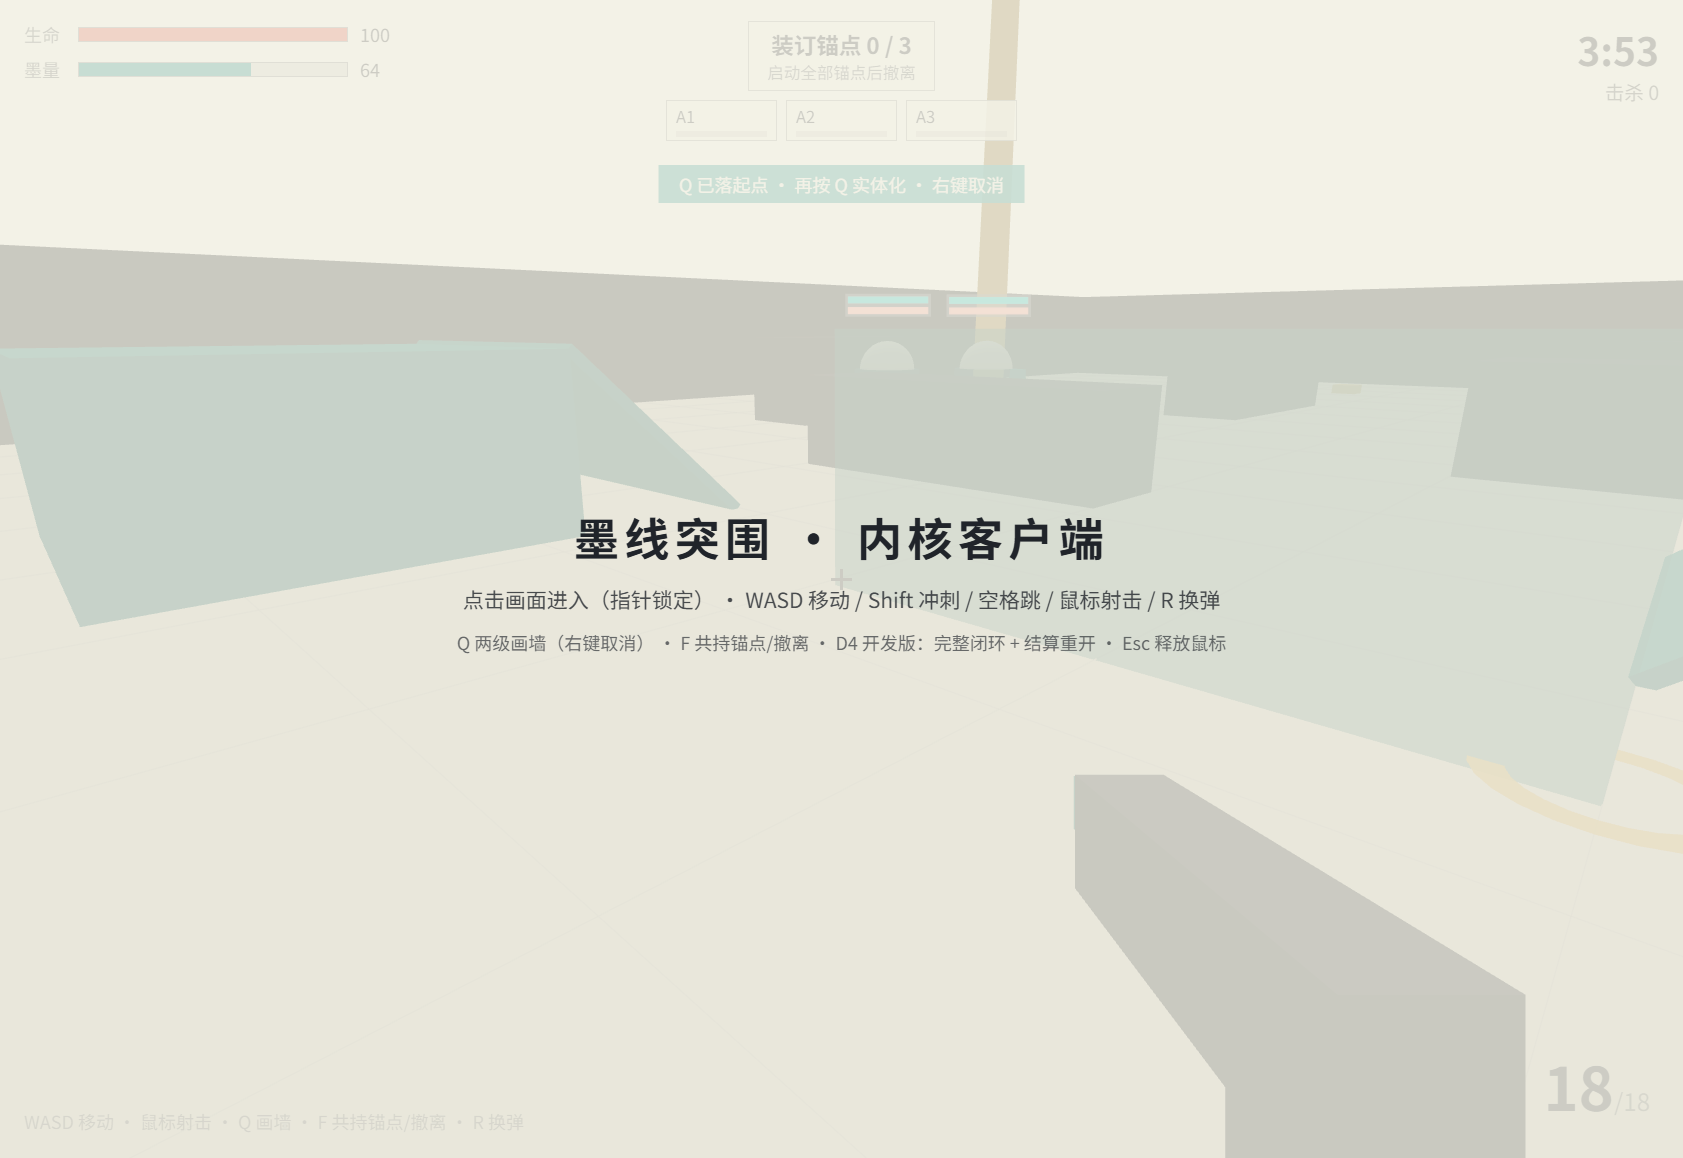 生命 100
墨量 64
装订锚点 0 / 3
启动全部锚点后撤离
A1 A2 A3
3:53
击杀 0
Q 已落起点 · 再按 Q 实体化 · 右键取消
墨线突围 · 内核客户端
点击画面进入（指针锁定） · WASD 移动 / Shift 冲刺 / 空格跳 / 鼠标射击 / R 换弹
Q 两级画墙（右键取消） · F 共持锚点/撤离 · D4 开发版：完整闭环 + 结算重开 · Esc 释放鼠标
18/18
WASD 移动 · 鼠标射击 · Q 画墙 · F 共持锚点/撤离 · R 换弹